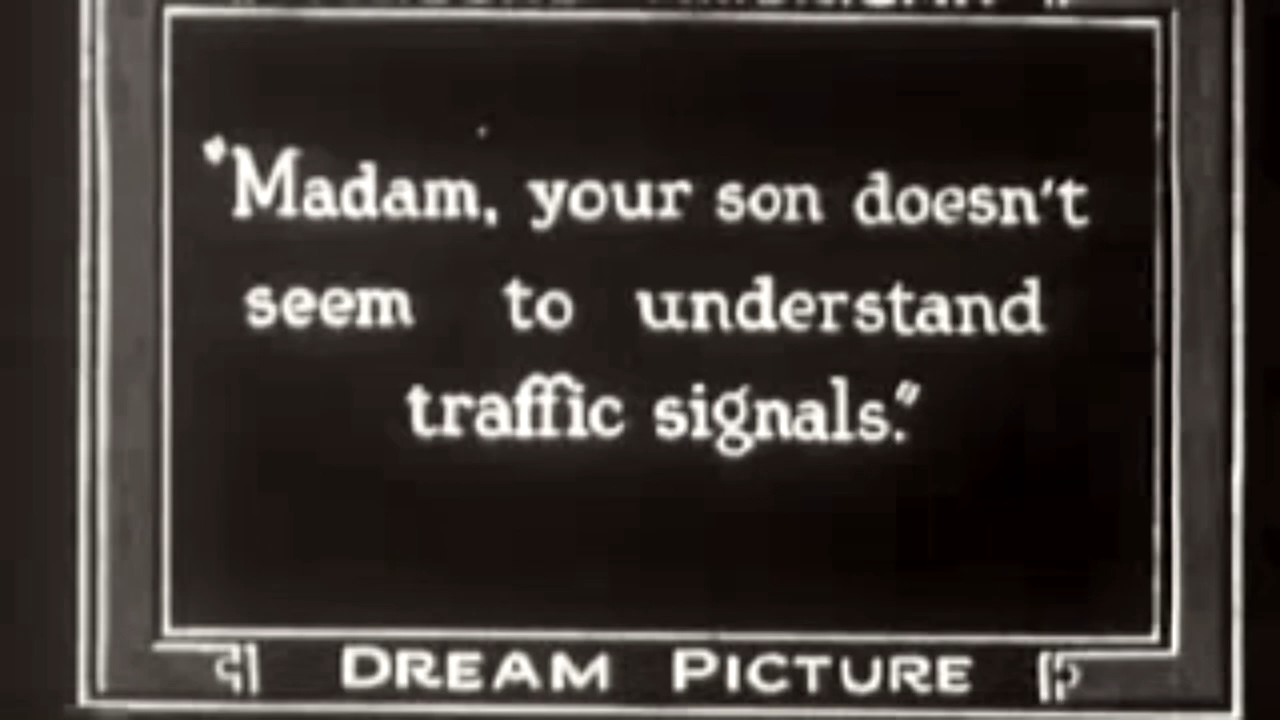 "Madam, your son doesn't
seem to understand
traffic signals."
DREAM PICTURE